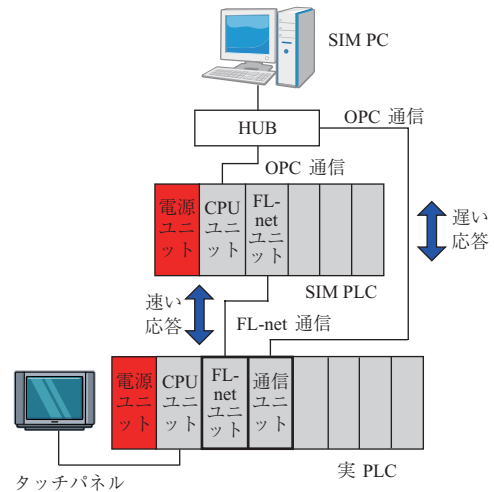 SIM PC
HUB
OPC 通信
OPC 通信
電源
ユニ
ット
CPU
ユニ
ット
FL-
net
ユニ
ット
遅い
応答
SIM PLC
速い
応答
FL-net 通信
電源
ユニ
ット
CPU
ユニ
ット
FL-
net
ユニ
ット
通信
ユニ
ット
タッチパネル
実 PLC